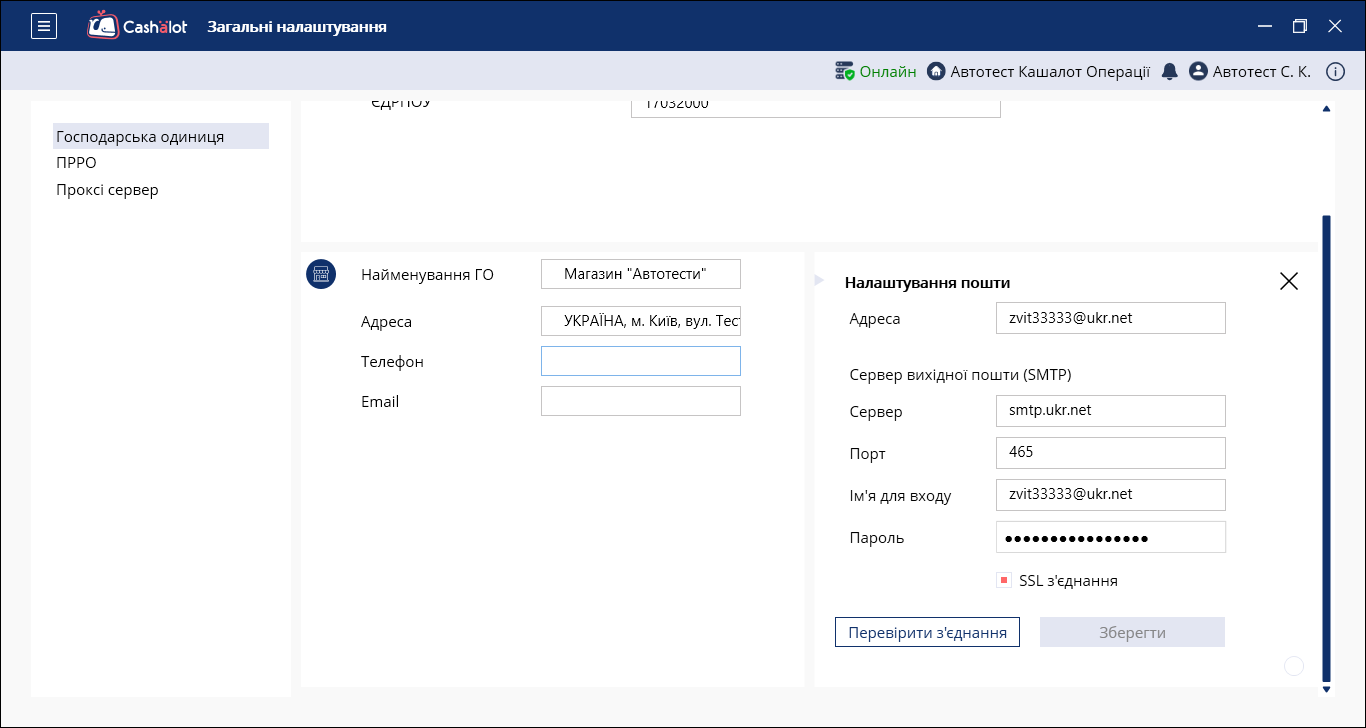 Cashalot Загальні налаштування
Онлайн Автотест Кашалот Операції Автотест С. К.
Господарська одиниця
ПРРО
Проксі сервер
ЄДРПОУ 17032000
Найменування ГО Магазин "Автотести"
Адреса УКРАЇНА, м. Київ, вул. Тест
Телефон
Email
Налаштування пошти
Адреса zvit33333@ukr.net
Сервер вихідної пошти (SMTP)
Сервер smtp.ukr.net
Порт 465
Ім'я для входу zvit33333@ukr.net
Пароль ●●●●●●●●●●●●●●●●
SSL з'єднання
Перевірити з'єднання Зберегти